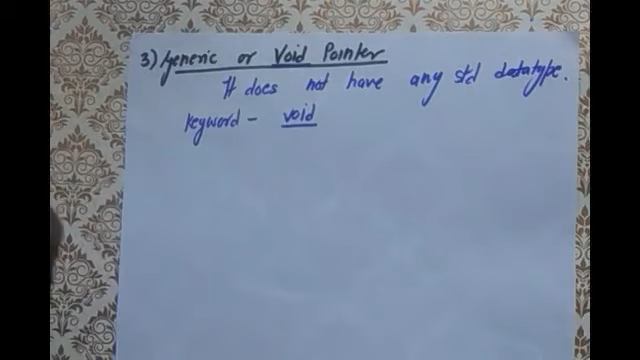 3) Generic or Void Pointer
It does not have any std datatype.
keyword - void